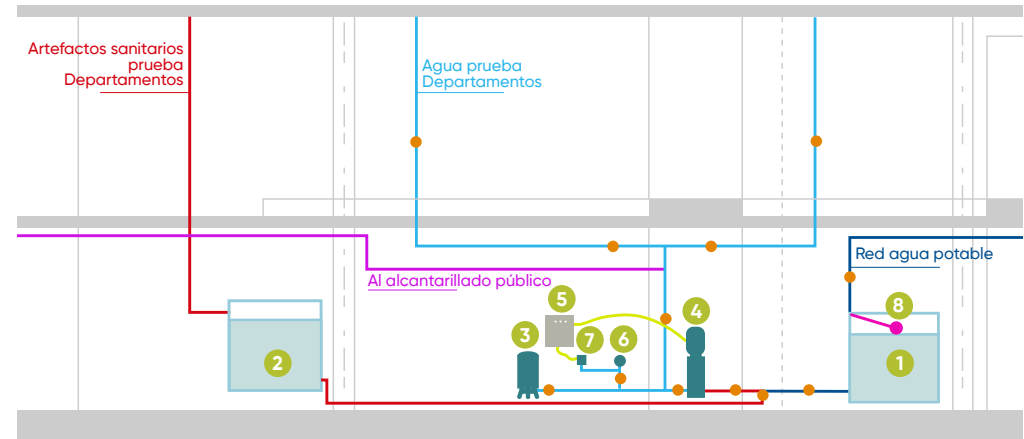 Artefactos sanitarios
prueba
Departamentos
Agua prueba
Departamentos
Red agua potable
Al alcantarillado público
8
5
4
3
7
6
2
1